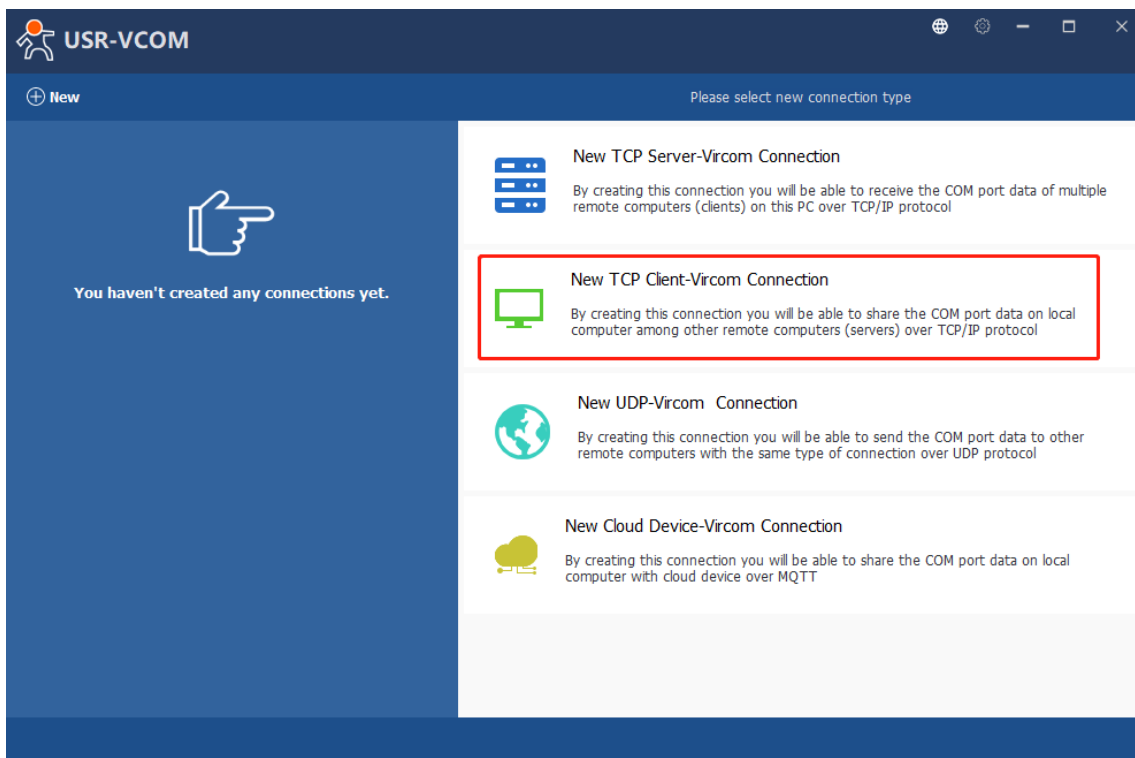 USR-VCOM
New
Please select new connection type
You haven't created any connections yet.
New TCP Server-Vircom Connection
By creating this connection you will be able to receive the COM port data of multiple
remote computers (clients) on this PC over TCP/IP protocol
New TCP Client-Vircom Connection
By creating this connection you will be able to share the COM port data on local
computer among other remote computers (servers) over TCP/IP protocol
New UDP-Vircom Connection
By creating this connection you will be able to send the COM port data to other
remote computers with the same type of connection over UDP protocol
New Cloud Device-Vircom Connection
By creating this connection you will be able to share the COM port data on local
computer with cloud device over MQTT